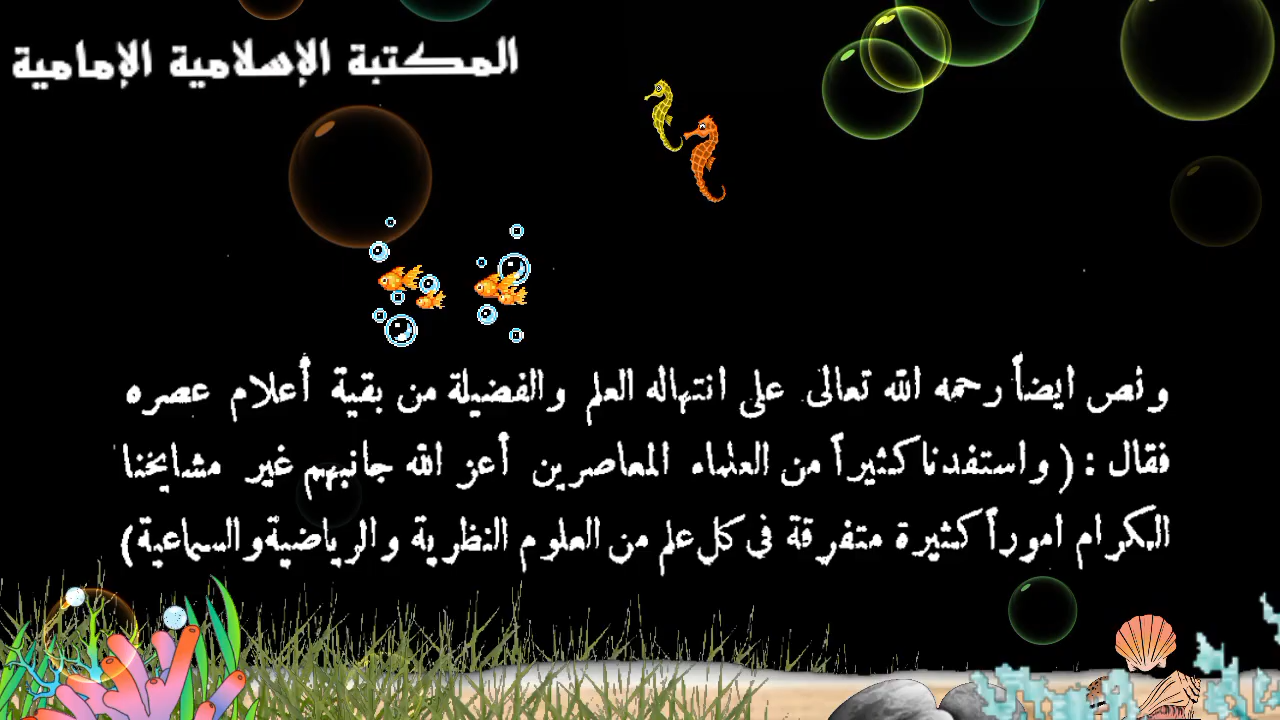 المكتبة الإسلامية الإمامية
ونص ايضاً رحمه الله تعالى على انتهاله العلم والفضيلة من بقية أعلام عصره
فقال : ( واستفدنا كثيراً من العلماء المعاصرين أعز الله جانبهم غير مشايخنا
الكرام اموراً كثيرة متفرقة في كل علم من العلوم النظرية والرياضية والسماعية)